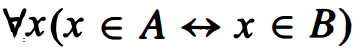 ∀x(x ∈ A ↔ x ∈ B)